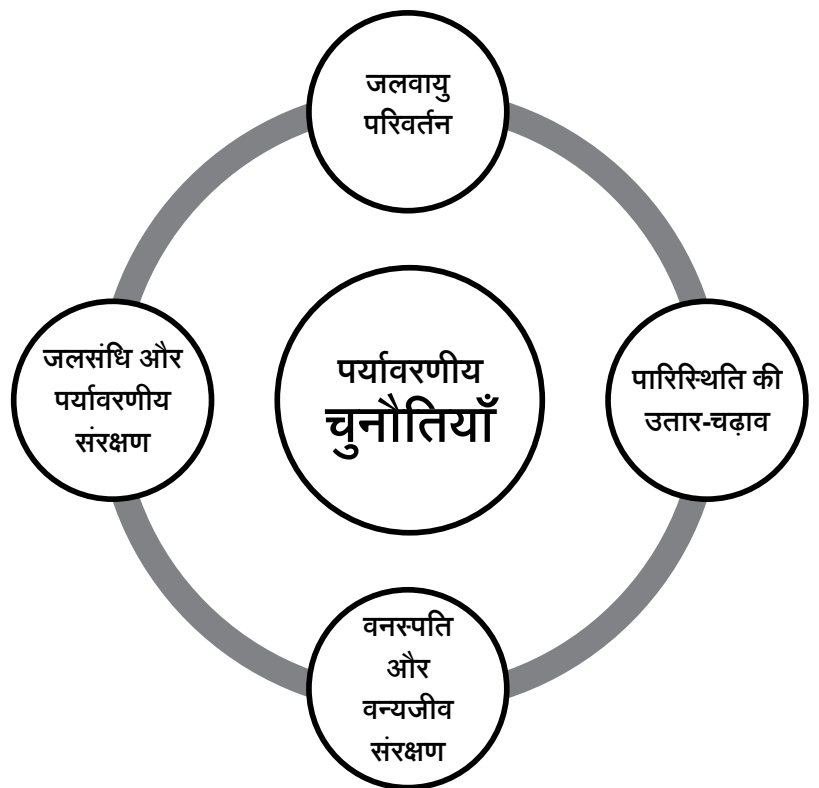 जलवायु
परिवर्तन
जलसंधि और
पर्यावरणीय
संरक्षण
पर्यावरणीय
चुनौतियाँ
पारिस्थिति की
उतार-चढ़ाव
वनस्पति
और
वन्यजीव
संरक्षण